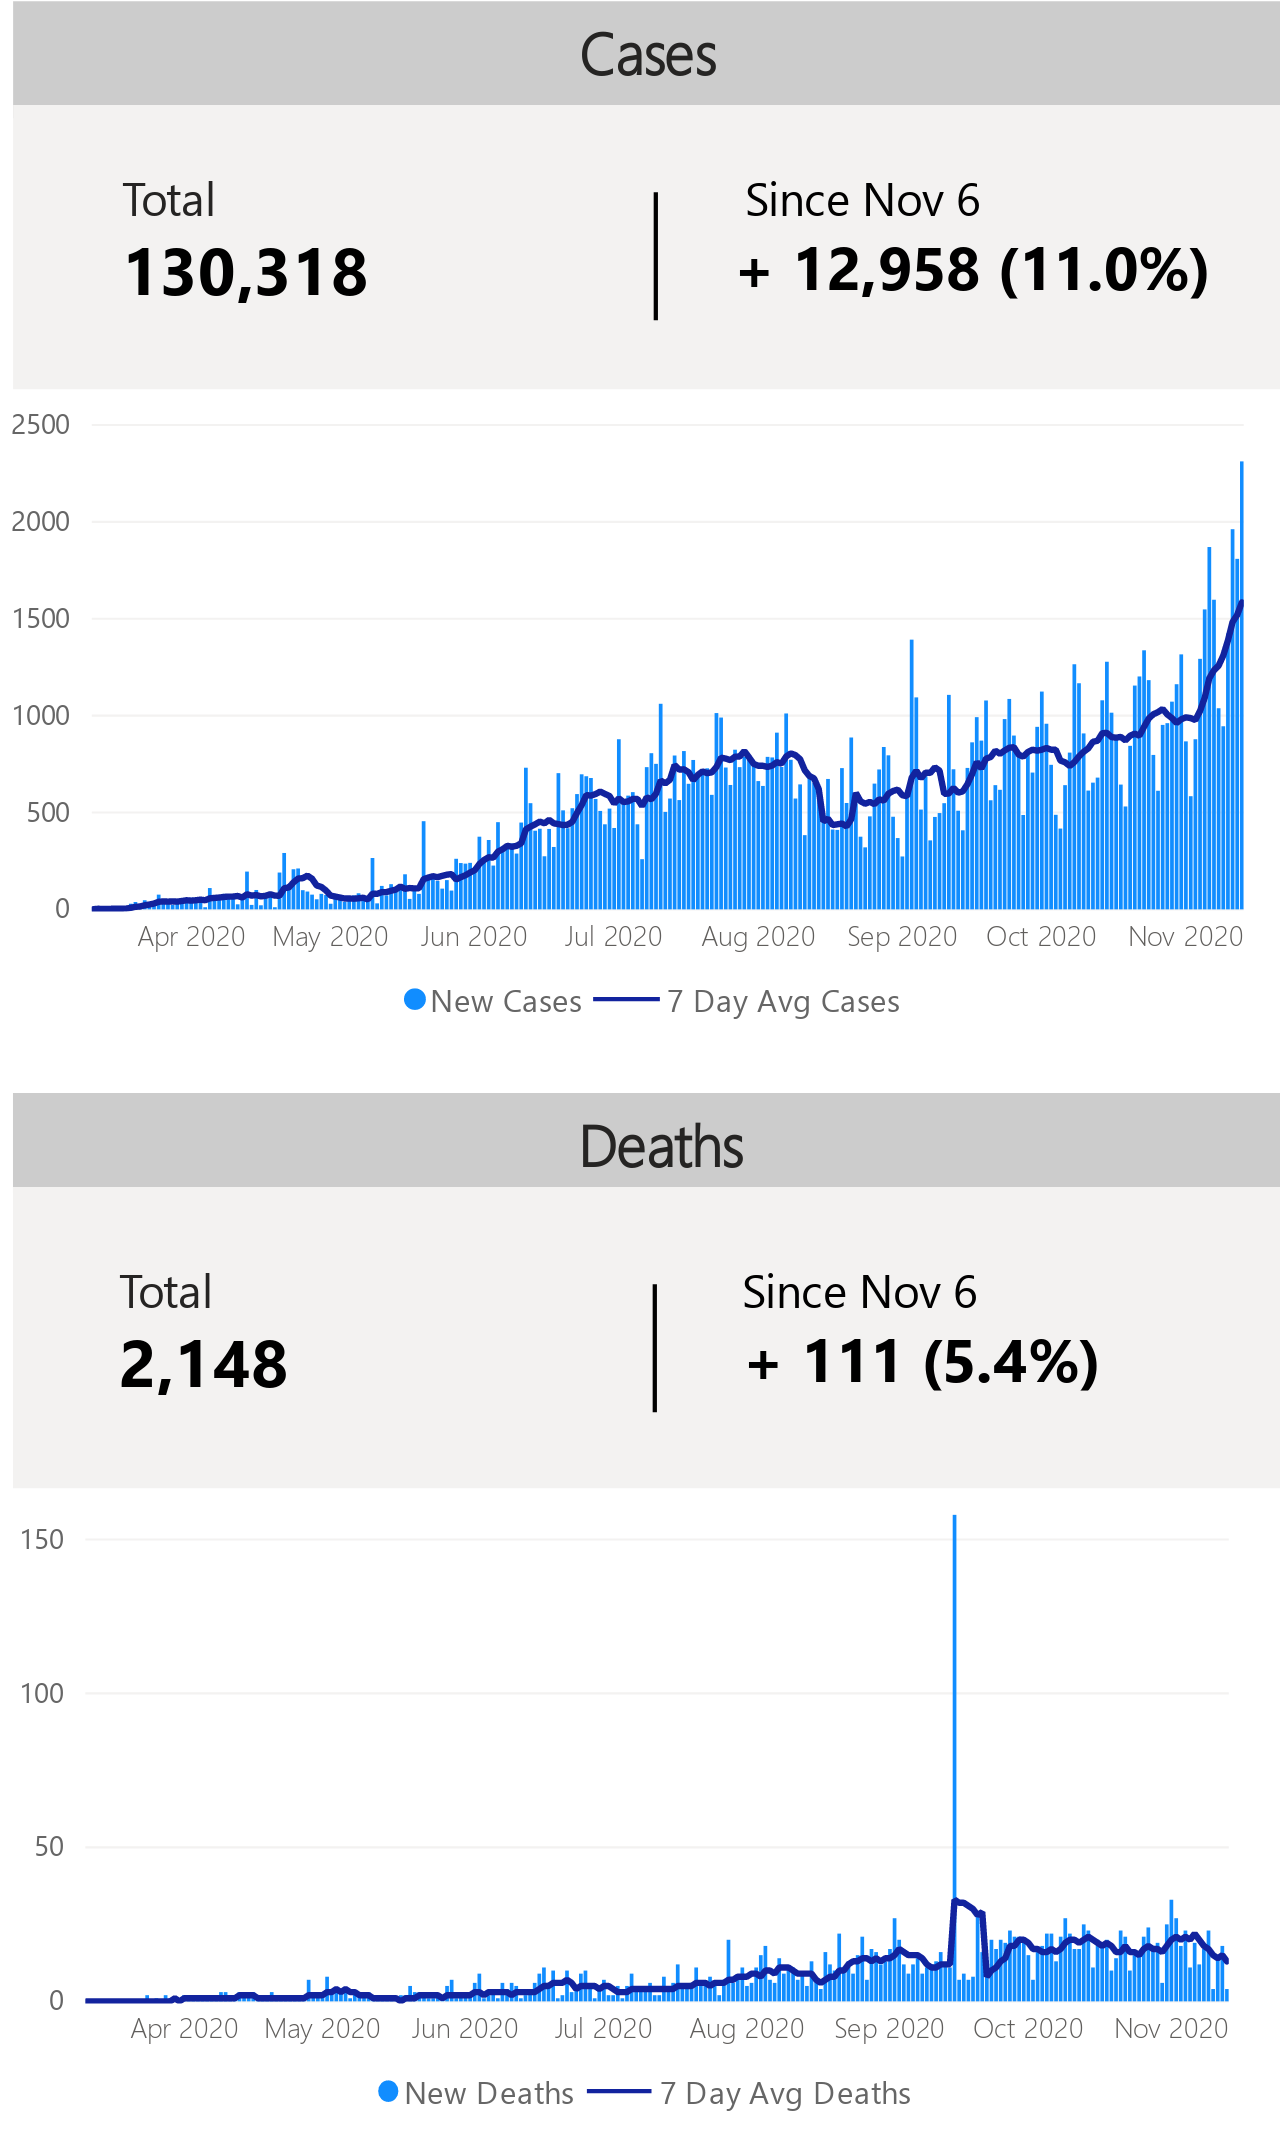 Cases
Total
Since Nov 6
130,318
+ 12,958 (11.0%)
2500
2000
1500
1000
500
0
Apr 2020 May 2020 Jun 2020 Jul 2020 Aug 2020 Sep 2020 Oct 2020 Nov 2020
New Cases 7 Day Avg Cases
Deaths
Total
Since Nov 6
2,148
+ 111 (5.4%)
150
100
50
0
Apr 2020 May 2020 Jun 2020 Jul 2020 Aug 2020 Sep 2020 Oct 2020 Nov 2020
New Deaths 7 Day Avg Deaths